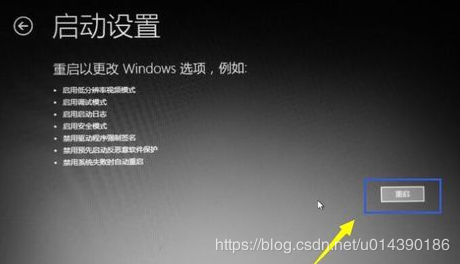 启动设置
重启以更改 Windows 选项，例如:
启用低分辨率视频模式
启用调试模式
启用启动日志
启用安全模式
禁用驱动程序强制签名
禁用预先启动反恶意软件保护
禁用系统失败时自动重启
重启
https://blog.csdn.net/u014390186